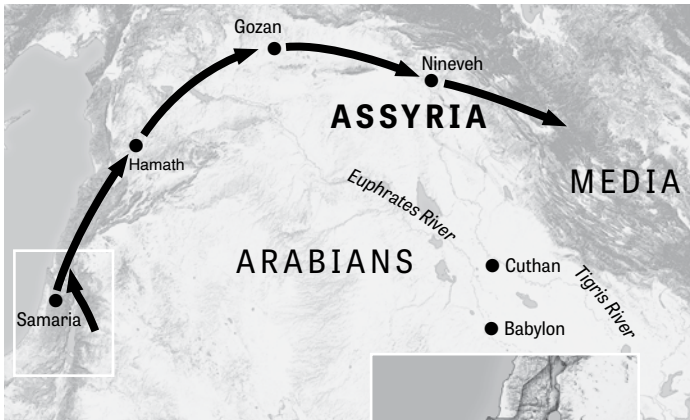 Gozan
Nineveh
ASSYRIA
Hamath
MEDIA
Euphrates River
ARABIANS
Cuthan
Tigris River
Samaria
Babylon